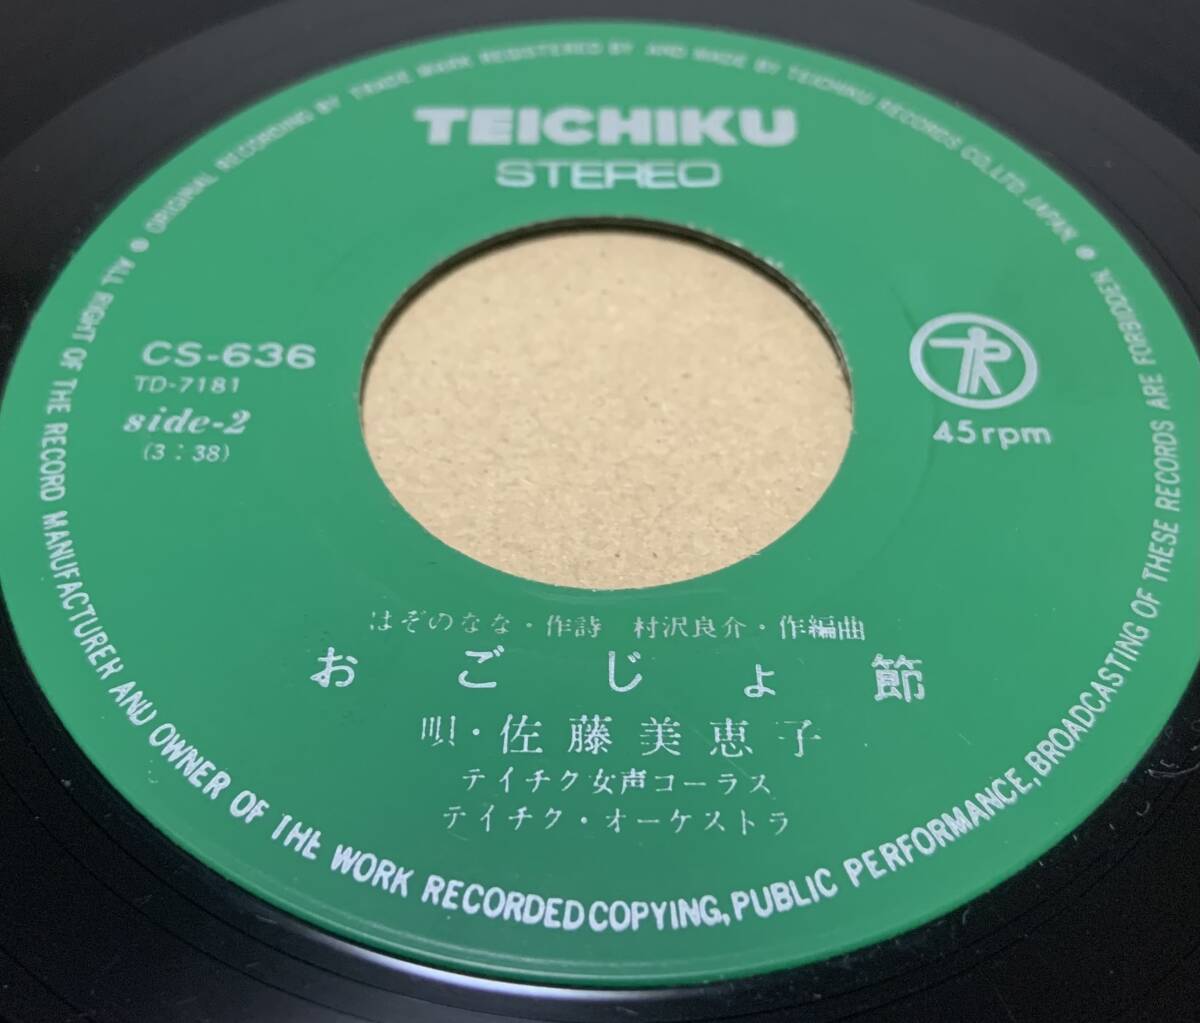 ORIGINAL RECORDING BY TRADE MARK REGISTERED BY AND MADE BY TEICHIKU RECORDS CO., LTD. JAPAN ●
TEICHIKU
STEREO
CS-636
TD-7181
side-2
(3:38)
TR
45rpm
はぞのなな・作詩 村沢良介・作編曲
おごじょ節
唄・佐藤美恵子
テイチク女声コーラス
テイチク・オーケストラ
● ALL RIGHT OF THE RECORD MANUFACTURER AND OWNER OF THE WORK RECORDED COPYING, PUBLIC PERFORMANCE, BROADCASTING OF THESE RECORDS ARE FORBIDDEN